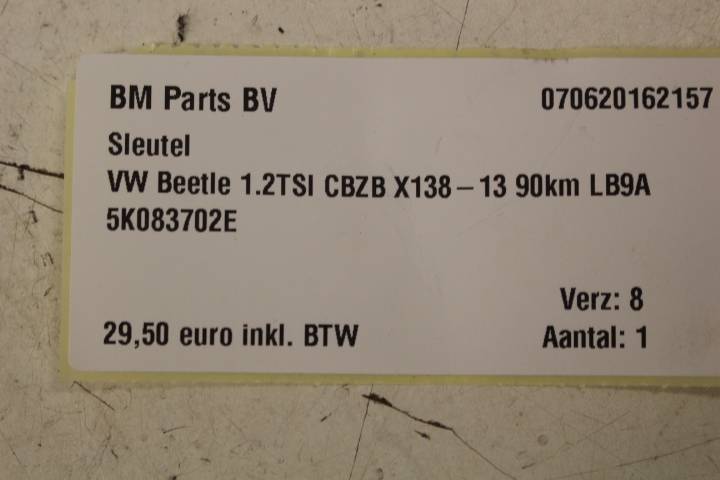 BM Parts BV 070620162157
Sleutel
VW Beetle 1.2TSI CBZB X138-13 90km LB9A
5K083702E
Verz: 8
29,50 euro inkl. BTW Aantal: 1